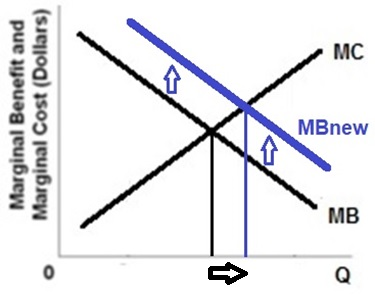 Marginal Benefit and
Marginal Cost (Dollars)
MC
MBnew
MB
0
Q